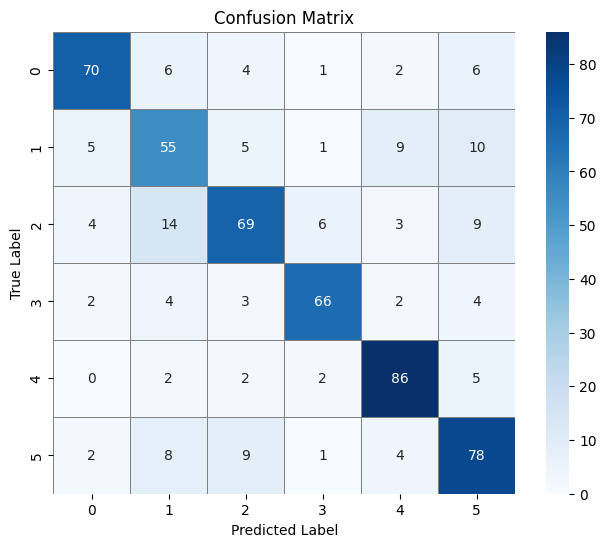 Confusion Matrix
True Label
0 70 6 4 1 2 6
1 5 55 5 1 9 10
2 4 14 69 6 3 9
3 2 4 3 66 2 4
4 0 2 2 2 86 5
5 2 8 9 1 4 78
0 1 2 3 4 5
Predicted Label
80
70
60
50
40
30
20
10
0